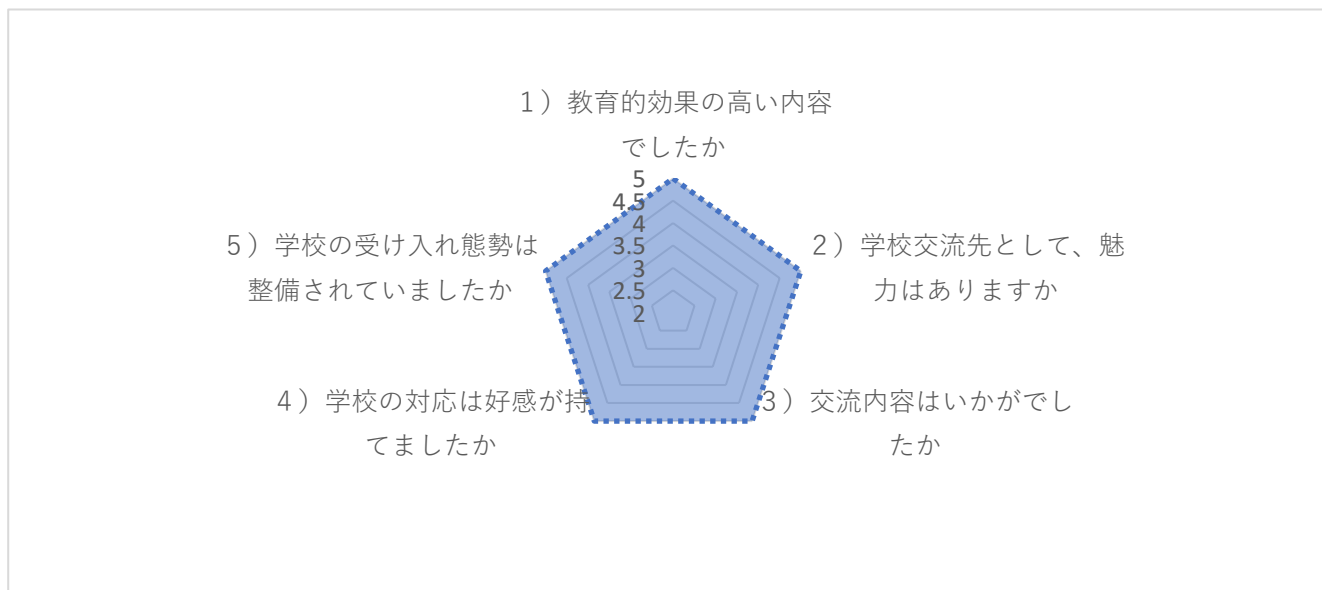 １）教育的効果の高い内容
でしたか
5
4.5
4
3.5
3
2.5
2
５）学校の受け入れ態勢は
整備されていましたか
２）学校交流先として、魅
力はありますか
４）学校の対応は好感が持
てましたか
３）交流内容はいかがでし
たか